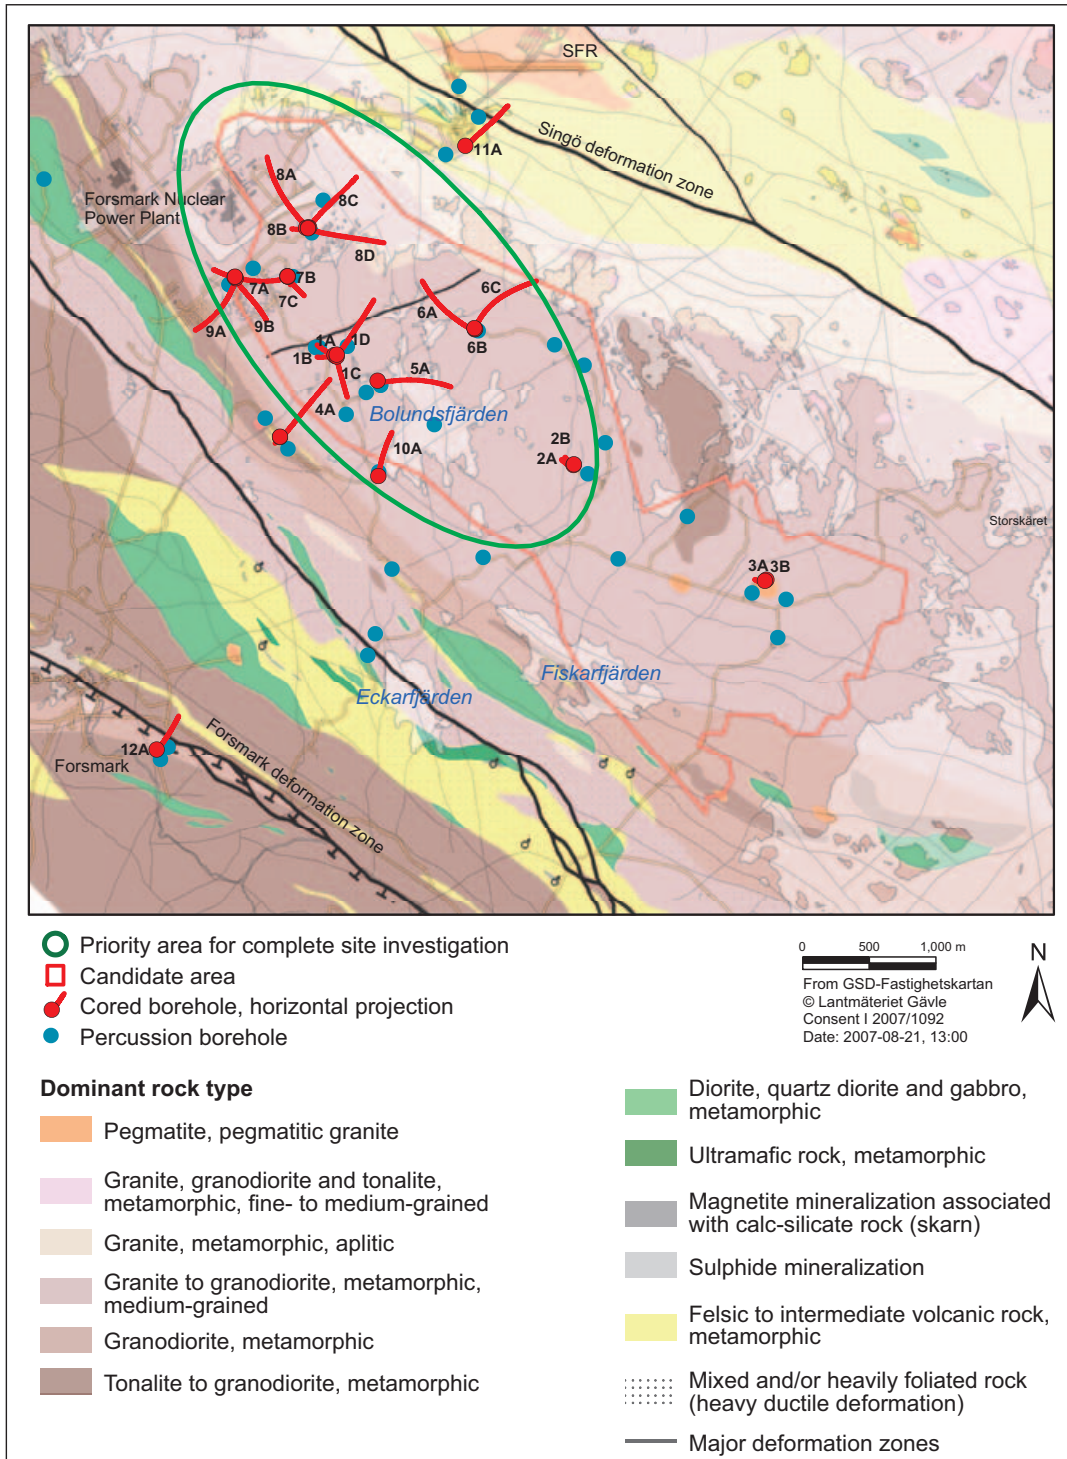 SFR
Singö deformation zone
11A
8A
8C
Forsmark Nuclear
Power Plant
8B
8D
7A
7B
7C
6C
6A
9A
9B
1A
1D
6B
1B
1C
5A
4A
Bolundsfjärden
10A
2B
2A
Storskäret
3A
3B
Fiskarfjärden
Eckarfjärden
Forsmark deformation zone
12A
Forsmark
Priority area for complete site investigation
Candidate area
Cored borehole, horizontal projection
Percussion borehole
0 500 1,000 m
From GSD-Fastighetskartan
© Lantmäteriet Gävle
Consent I 2007/1092
Date: 2007-08-21, 13:00
N
Dominant rock type
Pegmatite, pegmatitic granite
Granite, granodiorite and tonalite,
metamorphic, fine- to medium-grained
Granite, metamorphic, aplitic
Granite to granodiorite, metamorphic,
medium-grained
Granodiorite, metamorphic
Tonalite to granodiorite, metamorphic
Diorite, quartz diorite and gabbro,
metamorphic
Ultramafic rock, metamorphic
Magnetite mineralization associated
with calc-silicate rock (skarn)
Sulphide mineralization
Felsic to intermediate volcanic rock,
metamorphic
Mixed and/or heavily foliated rock
(heavy ductile deformation)
Major deformation zones